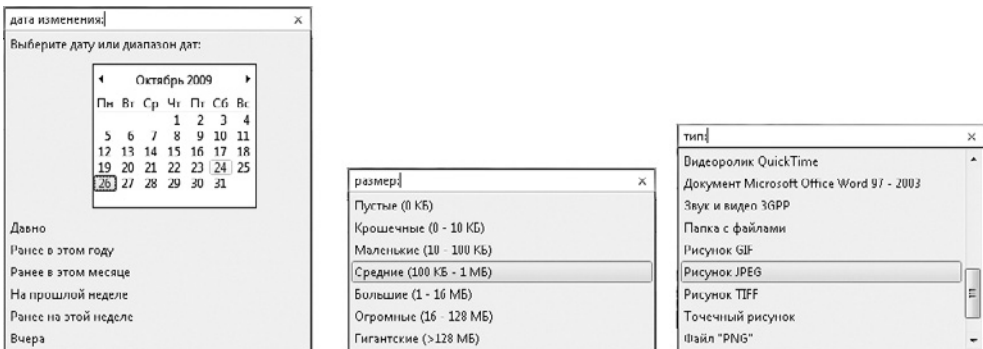 дата изменения:
Выберите дату или диапазон дат:
Октябрь 2009
Пн Вт Ср Чт Пт Сб Вс
1 2 3 4
5 6 7 8 9 10 11
12 13 14 15 16 17 18
19 20 21 22 23 24 25
26 27 28 29 30 31
Давно
Ранее в этом году
Ранее в этом месяце
На прошлой неделе
Ранее на этой неделе
Вчера
размер:
Пустые (0 КБ)
Крошечные (0 - 10 КБ)
Маленькие (10 - 100 КБ)
Средние (100 КБ - 1 МБ)
Большие (1 - 16 МБ)
Огромные (16 - 128 МБ)
Гигантские (>128 МБ)
тип:
Видеоролик QuickTime
Документ Microsoft Office Word 97 - 2003
Звук и видео 3GPP
Папка с файлами
Рисунок GIF
Рисунок JPEG
Рисунок TIFF
Точечный рисунок
Файл "PNG"